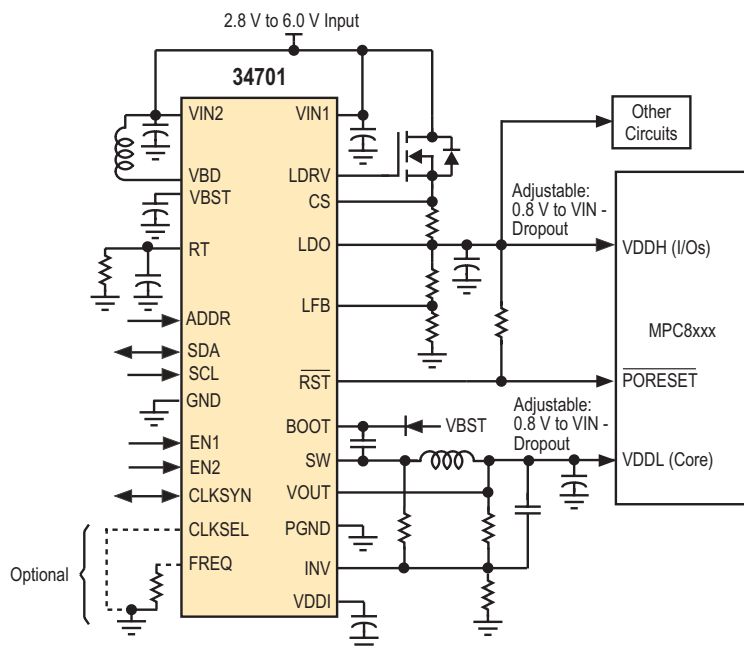 2.8 V to 6.0 V Input
34701
VIN2
VIN1
VBD
LDRV
VBST
CS
RT
LDO
LFB
ADDR
SDA
SCL
RST
GND
BOOT
VBST
EN1
SW
EN2
VOUT
CLKSYN
PGND
CLKSEL
INV
FREQ
VDDI
Optional
Other
Circuits
Adjustable:
0.8 V to VIN -
Dropout
VDDH (I/Os)
MPC8xxx
PORESET
Adjustable:
0.8 V to VIN -
Dropout
VDDL (Core)